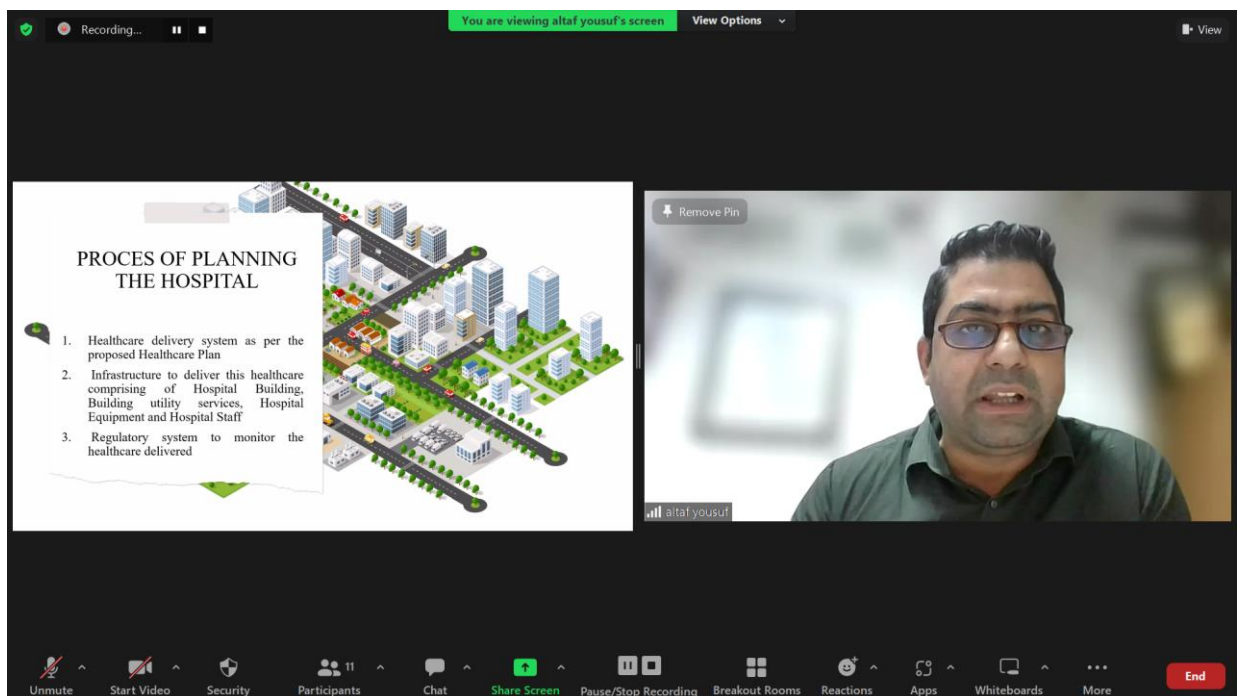 You are viewing altaf yousuf's screen
View Options
Recording...
View
PROCES OF PLANNING
THE HOSPITAL
1. Healthcare delivery system as per the
proposed Healthcare Plan
2. Infrastructure to deliver this healthcare
comprising of Hospital Building,
Building utility services, Hospital
Equipment and Hospital Staff
3. Regulatory system to monitor the
healthcare delivered
Remove Pin
altaf yousuf
11
Unmute
Start Video
Security
Participants
Chat
Share Screen
Pause/Stop Recording
Breakout Rooms
Reactions
Apps
Whiteboards
More
End